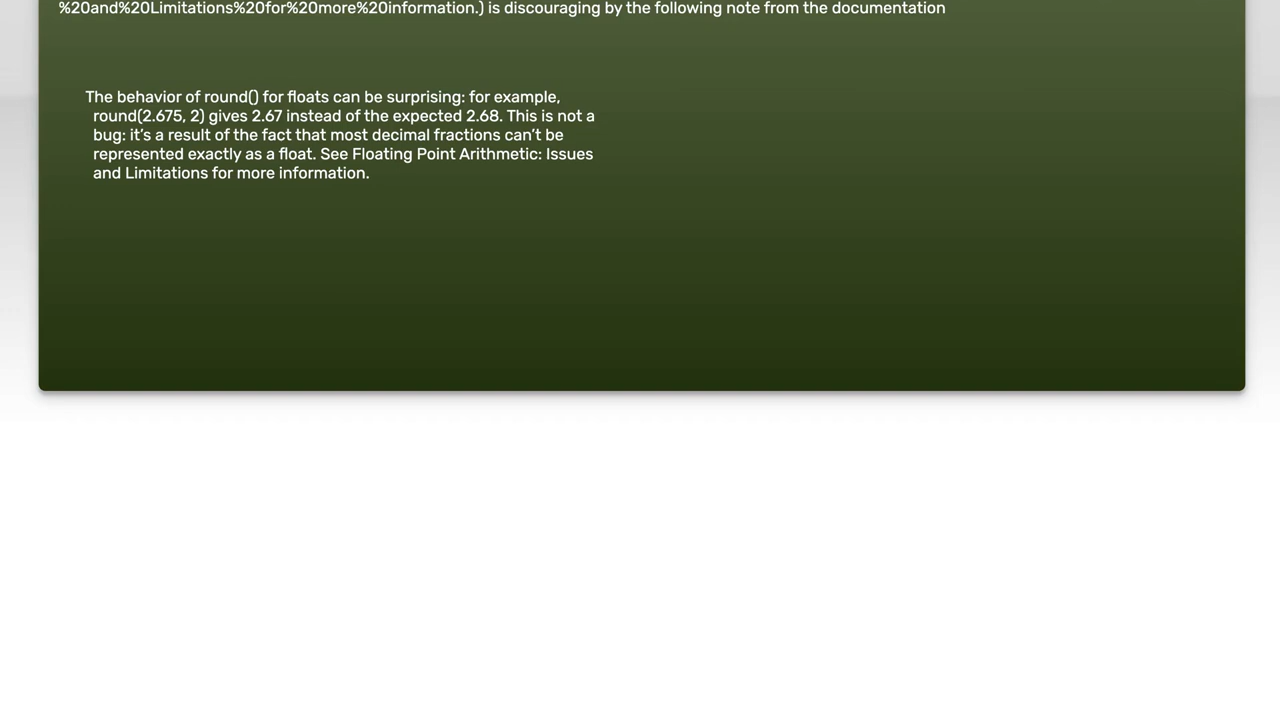 %20and%20Limitations%20for%20more%20information.) is discouraging by the following note from the documentation
The behavior of round() for floats can be surprising: for example,
round(2.675, 2) gives 2.67 instead of the expected 2.68. This is not a
bug: it’s a result of the fact that most decimal fractions can’t be
represented exactly as a float. See Floating Point Arithmetic: Issues
and Limitations for more information.